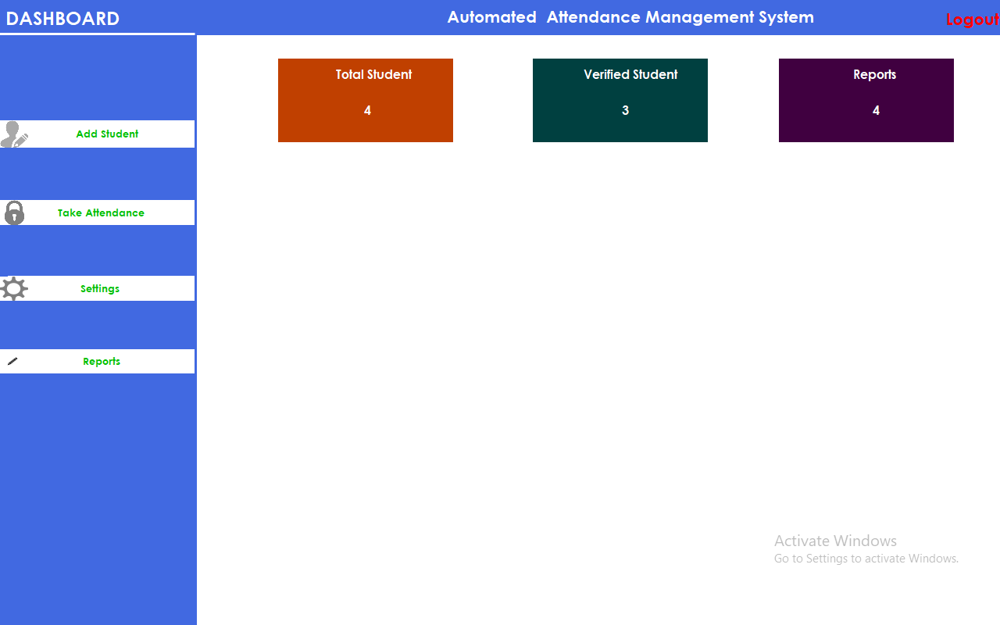 DASHBOARD
Automated  Attendance Management System
Logout
Total Student
4
Verified Student
3
Reports
4
Add Student
Take Attendance
Settings
Reports
Activate Windows
Go to Settings to activate Windows.